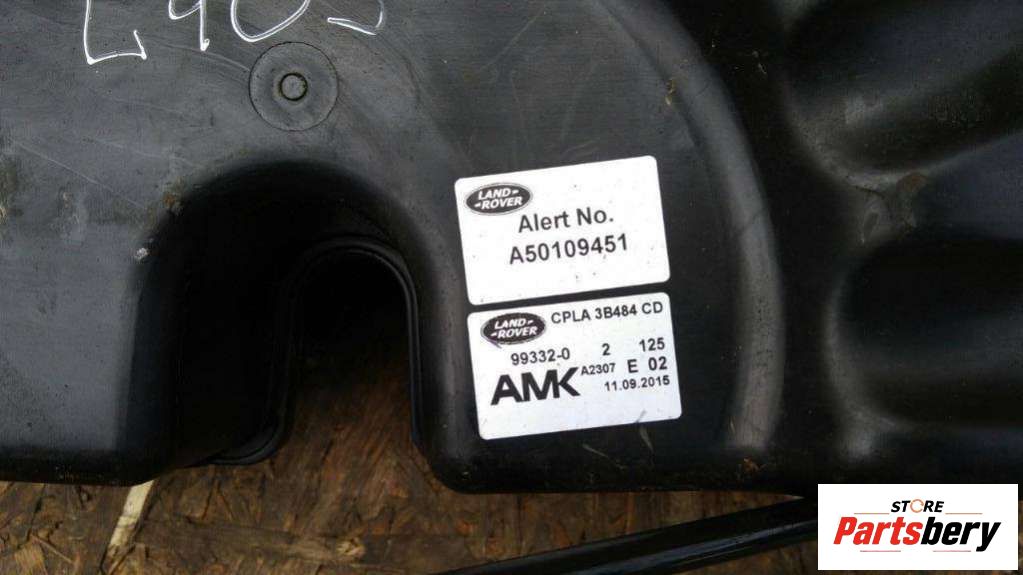 L405
LAND-
-ROVER
Alert No.
A50109451
LAND-
-ROVER
CPLA 3B484 CD
99332-0 2 125
AMK A2307 E 02
11.09.2015
STORE
Partsbery